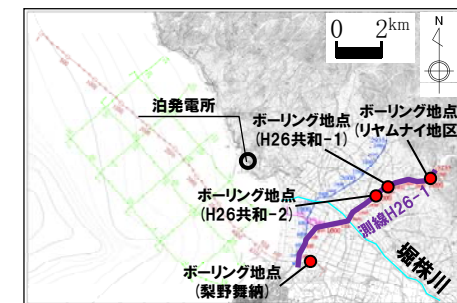 0 2km
N
泊発電所
ボーリング地点
(H26共和-1)
ボーリング地点
(リヤムナイ地区)
ボーリング地点
(H26共和-2)
測線H26-1
堀株川
ボーリング地点
(梨野舞納)